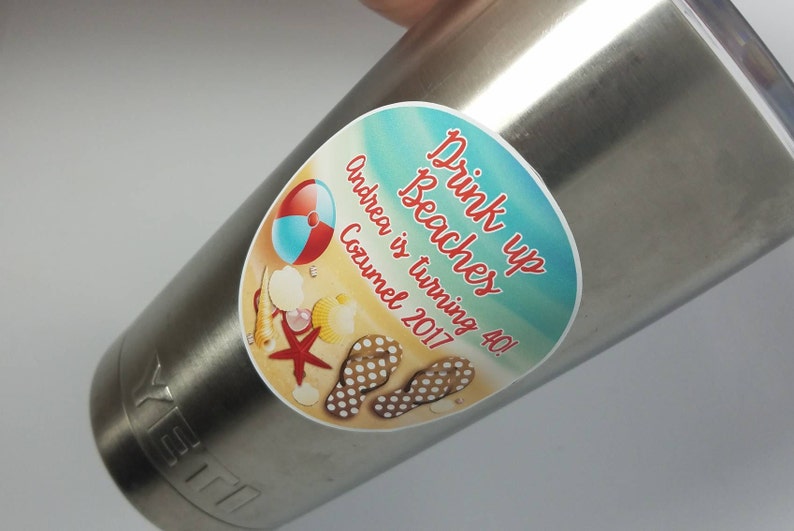 Drink up
Beaches
Andrea is turning 40!
Cozumel 2017
YETI